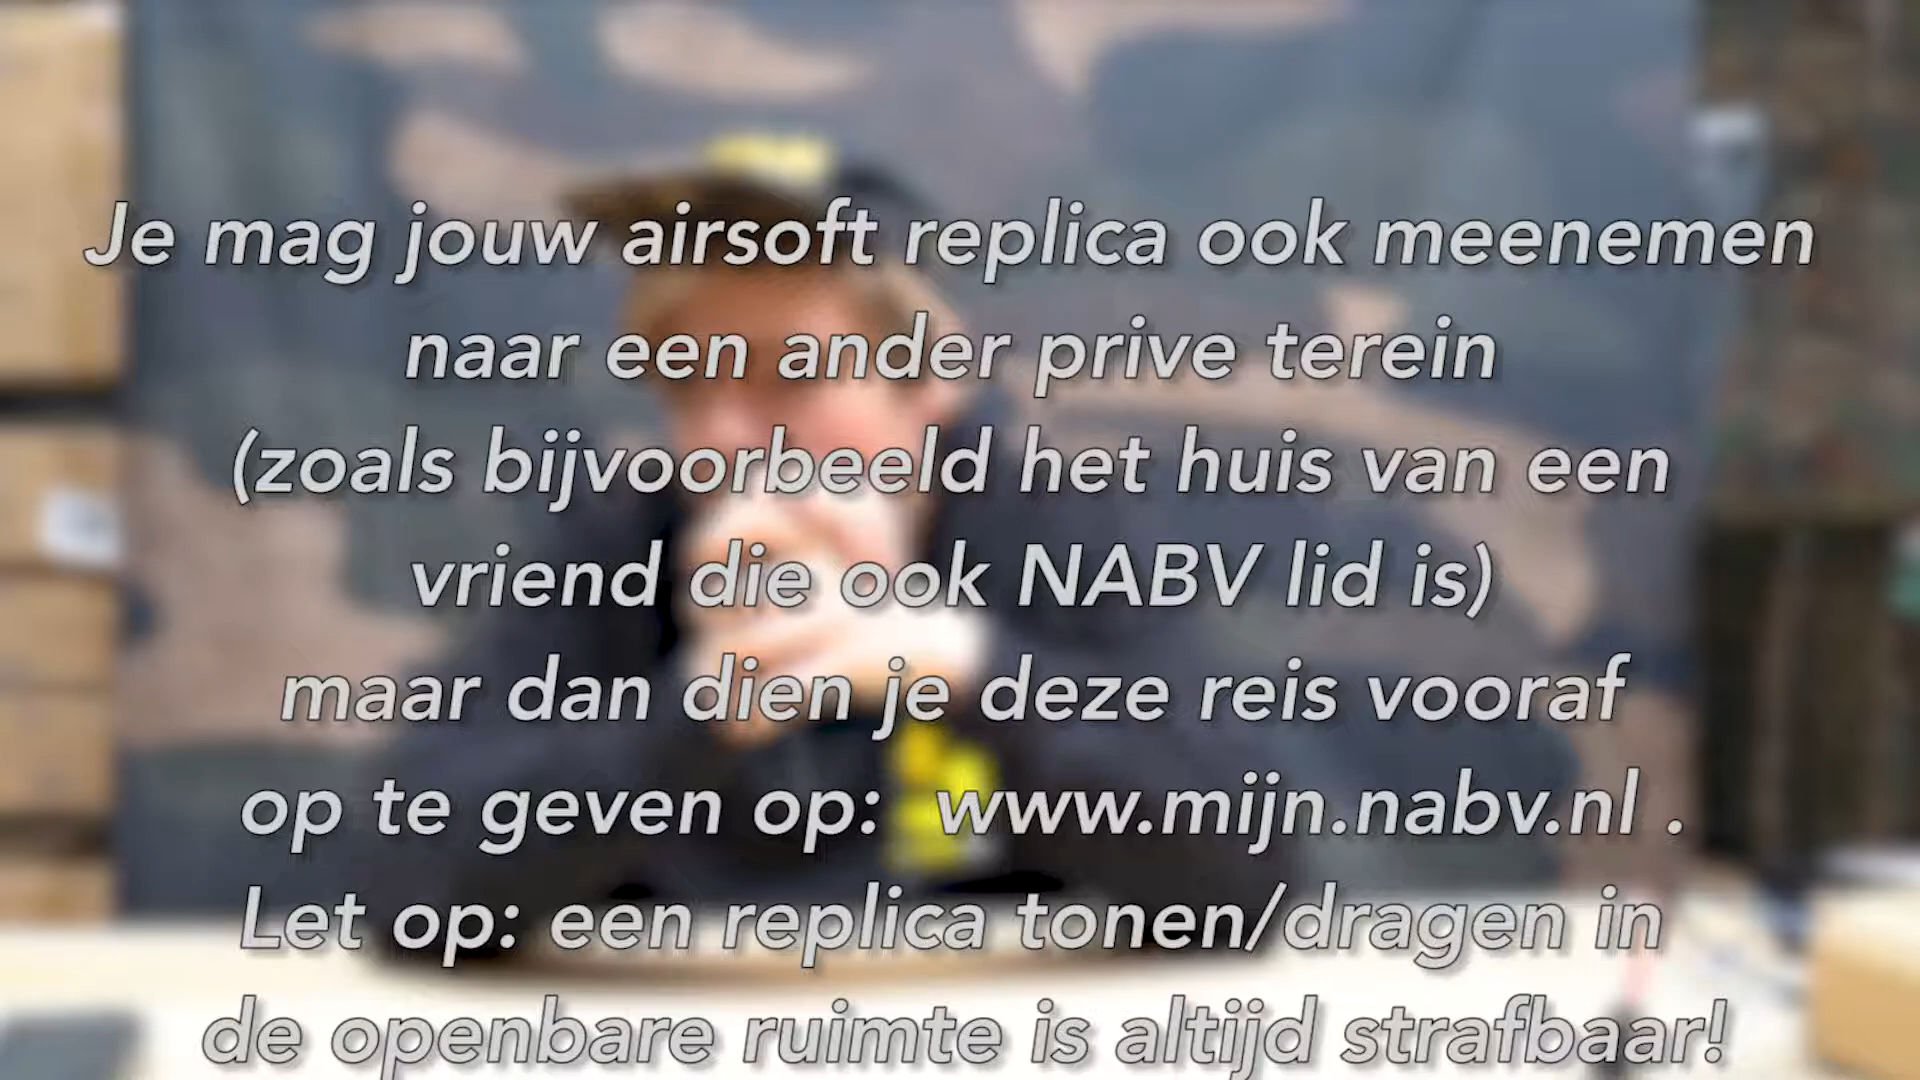 Je mag jouw airsoft replica ook meenemen
naar een ander prive terein
(zoals bijvoorbeeld het huis van een
vriend die ook NABV lid is)
maar dan dien je deze reis vooraf
op te geven op: www.mijn.nabv.nl .
Let op: een replica tonen/dragen in
de openbare ruimte is altijd strafbaar!